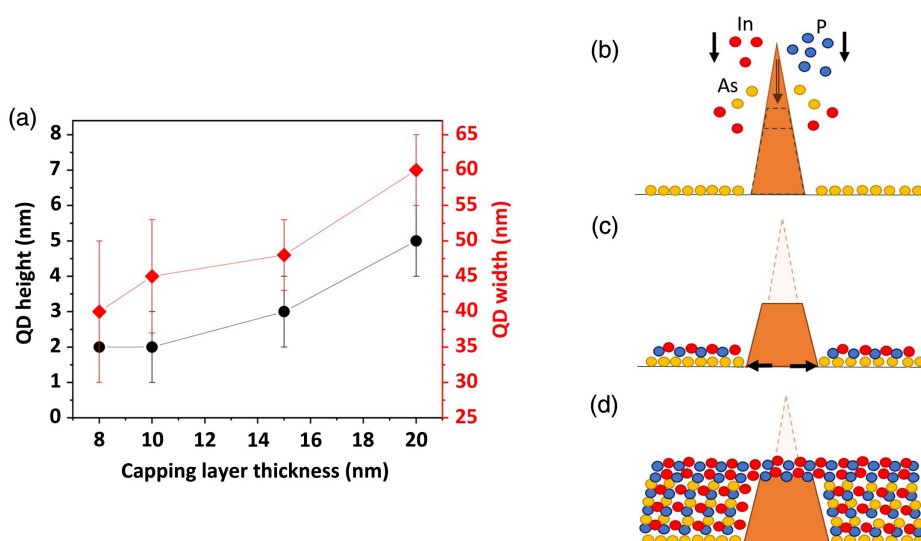 (a)
8
7
6
5
4
3
2
1
0
QD height (nm)
65
60
55
50
45
40
35
30
25
QD width (nm)
8 10 12 14 16 18 20
Capping layer thickness (nm)
(b)
In P
As
(c)
(d)